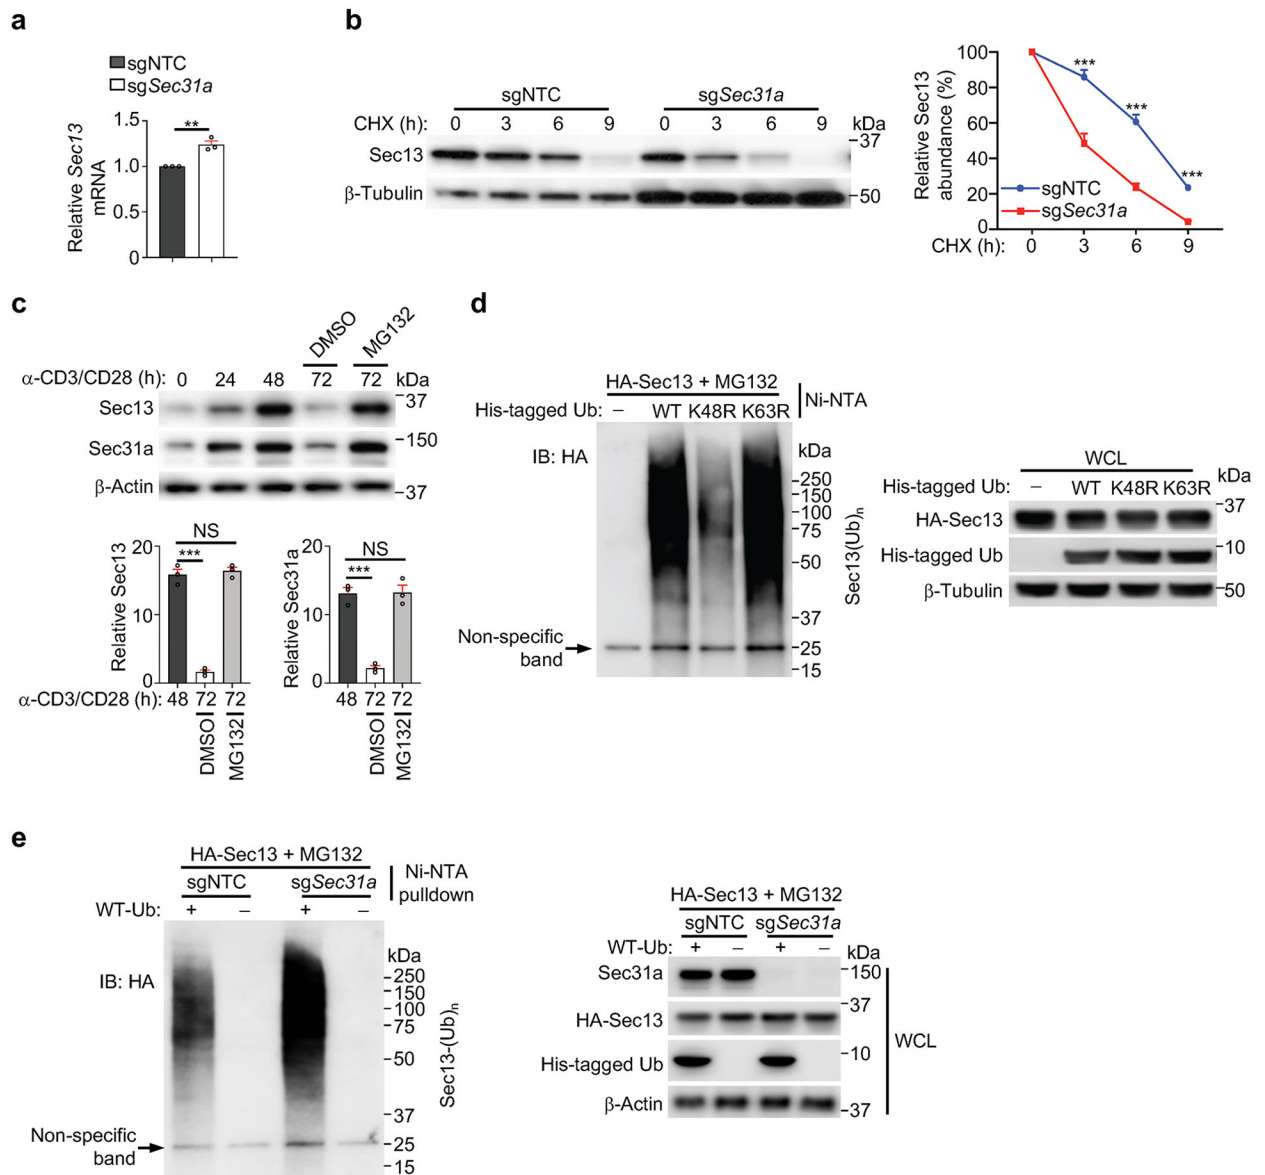 a
sgNTC
sgSec31a
Relative Sec13
mRNA
1.5
1.0
0.5
0
**
b
sgNTC
sgSec31a
CHX (h): 0 3 6 9 0 3 6 9 kDa
Sec13
37
β-Tubulin
50
Relative Sec13
abundance (%)
100
80
60
40
20
0
***
***
***
sgNTC
sgSec31a
CHX (h): 0 3 6 9
c
DMSO
MG132
α-CD3/CD28 (h): 0 24 48 72 72 kDa
Sec13
37
Sec31a
150
β-Actin
37
Relative Sec13
20
10
0
NS
***
α-CD3/CD28 (h): 48 72 72
DMSO
MG132
Relative Sec31a
20
10
0
NS
***
48 72 72
DMSO
MG132
d
HA-Sec13 + MG132
Ni-NTA
His-tagged Ub: – WT K48R K63R
IB: HA
kDa
250
150
100
75
50
37
25
15
Sec13(Ub)n
Non-specific
band
WCL
His-tagged Ub: – WT K48R K63R
kDa
HA-Sec13
37
His-tagged Ub
10
β-Tubulin
50
e
HA-Sec13 + MG132
sgNTC
sgSec31a
Ni-NTA
pulldown
WT-Ub: + – + –
IB: HA
kDa
250
150
100
75
50
37
25
15
Sec13-(Ub)n
Non-specific
band
HA-Sec13 + MG132
sgNTC sgSec31a
WT-Ub: + – + – kDa
Sec31a
150
HA-Sec13
37
His-tagged Ub
10
β-Actin
37
WCL